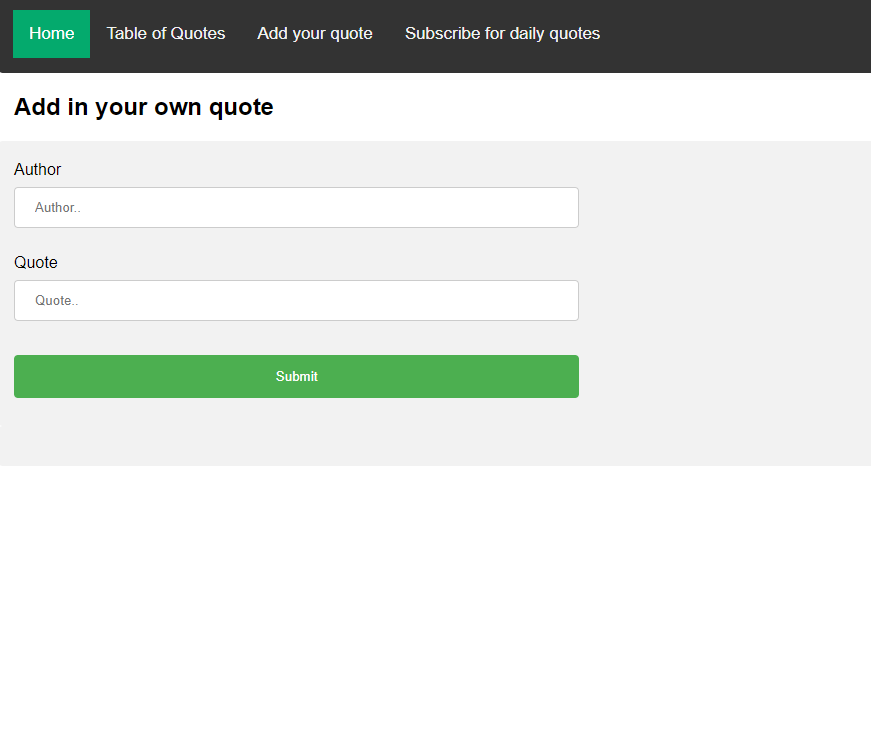 Home Table of Quotes Add your quote Subscribe for daily quotes
Add in your own quote
Author
Author..
Quote
Quote..
Submit